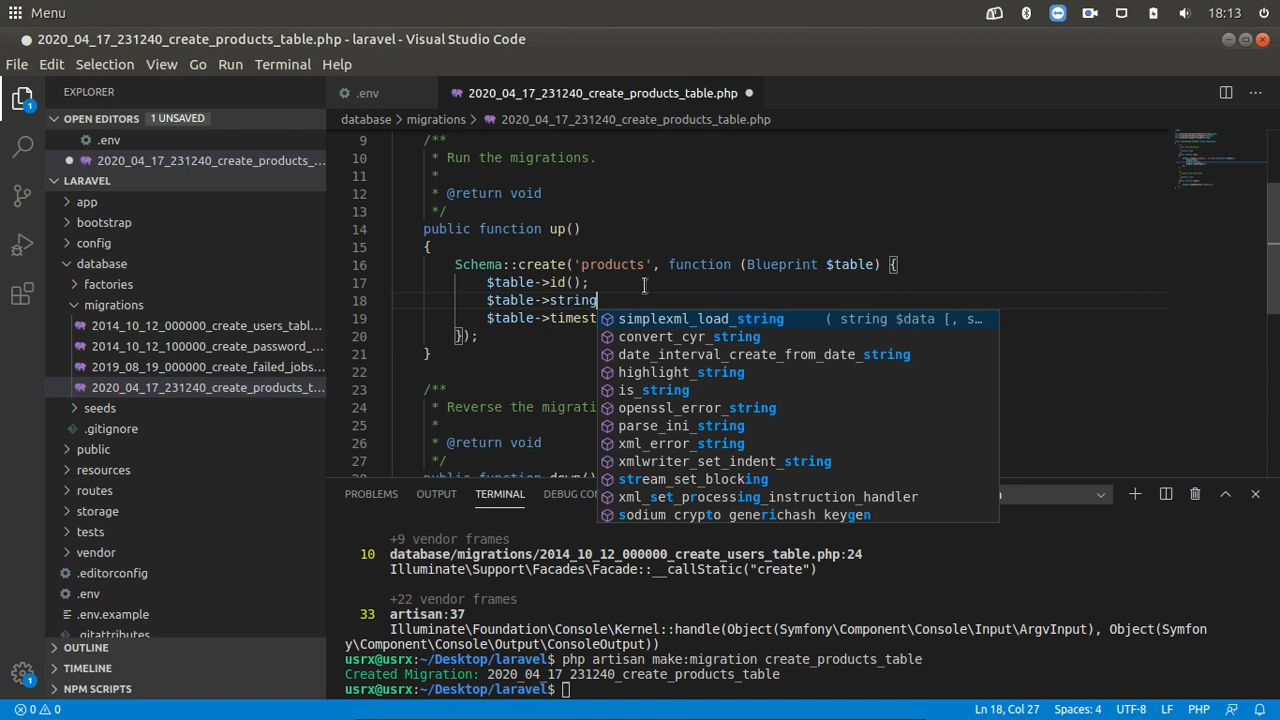 Menu
18:13
2020_04_17_231240_create_products_table.php - laravel - Visual Studio Code
File Edit Selection View Go Run Terminal Help
1
EXPLORER
OPEN EDITORS 1 UNSAVED
.env
2020_04_17_231240_create_products_...
LARAVEL
app
bootstrap
config
database
factories
migrations
2014_10_12_000000_create_users_tabl...
2014_10_12_100000_create_password_...
2019_08_19_000000_create_failed_jobs...
2020_04_17_231240_create_products_t...
seeds
.gitignore
public
resources
routes
storage
tests
vendor
.editorconfig
.env
.env.example
.gitattributes
OUTLINE
TIMELINE
NPM SCRIPTS
1
.env
2020_04_17_231240_create_products_table.php
database > migrations > 2020_04_17_231240_create_products_table.php
9 /**
10 * Run the migrations.
11 *
12 * @return void
13 */
14 public function up()
15 {
16 Schema::create('products', function (Blueprint $table) {
17 $table->id();
18 $table->string
19 $table->timest
20 });
21 }
22
23 /**
24 * Reverse the migrati
25 *
26 * @return void
27 */
28 public function down()
simplexml_load_string ( string $data [, s...
convert_cyr_string
date_interval_create_from_date_string
highlight_string
is_string
openssl_error_string
parse_ini_string
xml_error_string
xmlwriter_set_indent_string
stream_set_blocking
xml_set_processing_instruction_handler
sodium_crypto_generichash_keygen
PROBLEMS OUTPUT TERMINAL DEBUG CON
+9 vendor frames
10 database/migrations/2014_10_12_000000_create_users_table.php:24
Illuminate\Support\Facades\Facade::__callStatic("create")
+22 vendor frames
33 artisan:37
Illuminate\Foundation\Console\Kernel::handle(Object(Symfony\Component\Console\Input\ArgvInput), Object(Symfon
y\Component\Console\Output\ConsoleOutput))
usrx@usrx:~/Desktop/laravel$ php artisan make:migration create_products_table
Created Migration: 2020_04_17_231240_create_products_table
usrx@usrx:~/Desktop/laravel$
0 0
Ln 18, Col 27 Spaces: 4 UTF-8 LF PHP